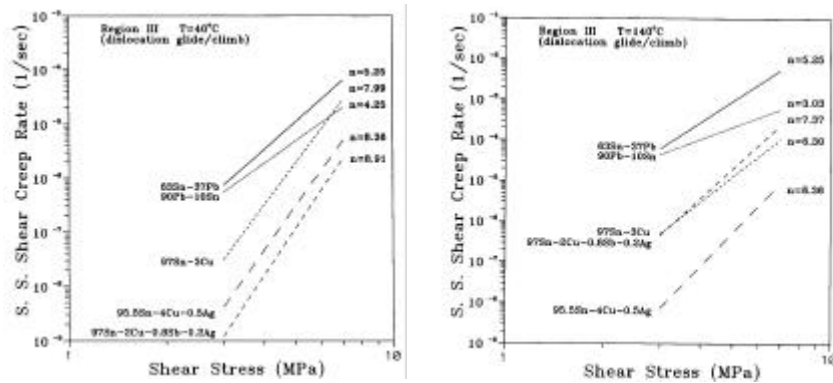 Region III T=40°C
(dislocation glide/climb)
n=5.25
n=7.99
n=4.25
n=8.36
n=8.91
63Sn-37Pb
90Pb-10Sn
97Sn-3Cu
95.5Sn-4Cu-0.5Ag
97Sn-2Cu-0.8Sb-0.2Ag
S. S. Shear Creep Rate (1/sec)
1 10
Shear Stress (MPa)
Region III T=140°C
(dislocation glide/climb)
n=5.25
n=3.03
n=7.37
n=6.30
n=8.36
63Sn-37Pb
90Pb-10Sn
97Sn-3Cu
97Sn-2Cu-0.8Sb-0.2Ag
95.5Sn-4Cu-0.5Ag
S. S. Shear Creep Rate (1/sec)
1 10
Shear Stress (MPa)